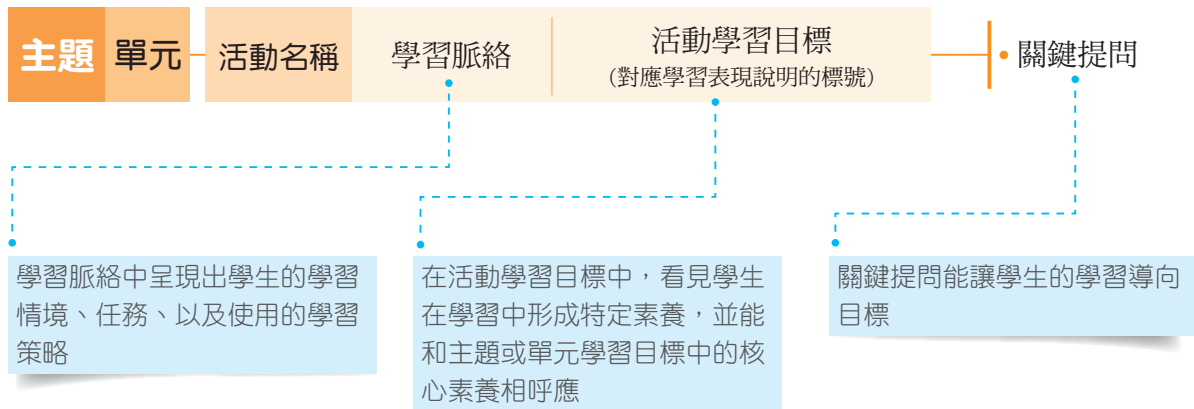 主題 單元 活動名稱 學習脈絡 活動學習目標 關鍵提問
(對應學習表現說明的標號)
學習脈絡中呈現出學生的學習
情境、任務、以及使用的學習
策略
在活動學習目標中，看見學生
在學習中形成特定素養，並能
和主題或單元學習目標中的核
心素養相呼應
關鍵提問能讓學生的學習導向
目標